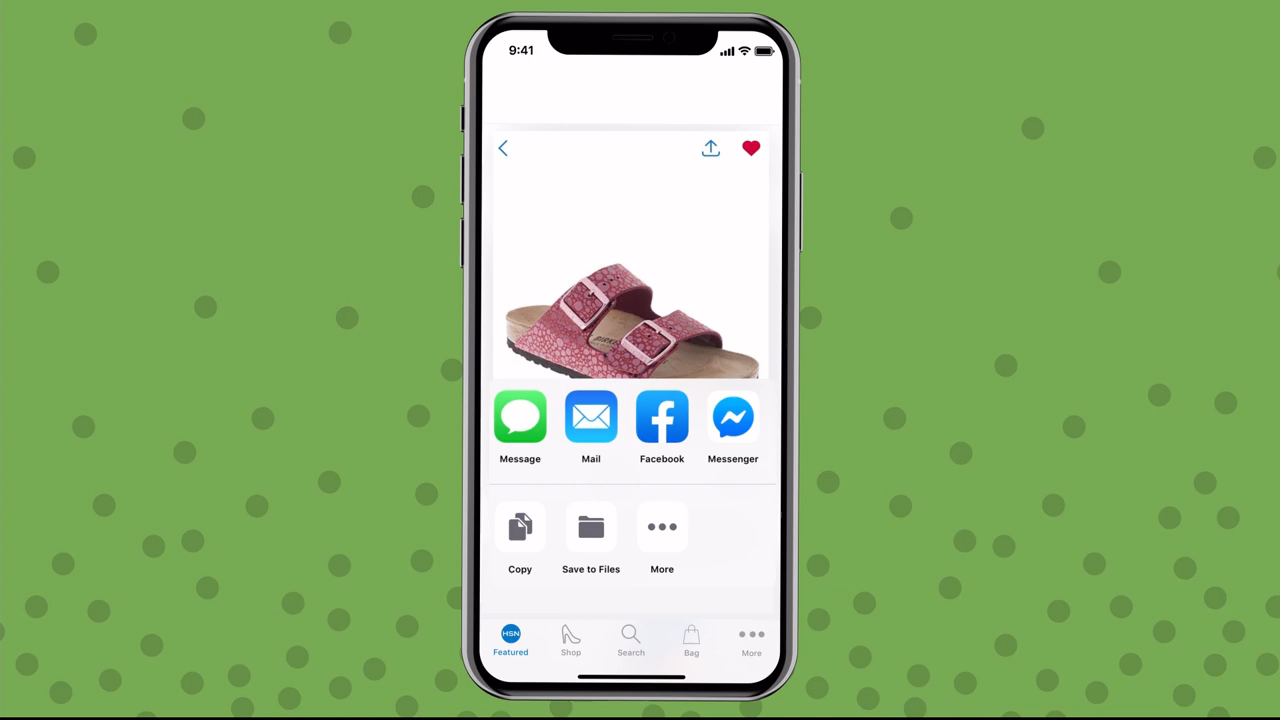 9:41
Message Mail Facebook Messenger
Copy Save to Files More
HSN
Featured Shop Search Bag More